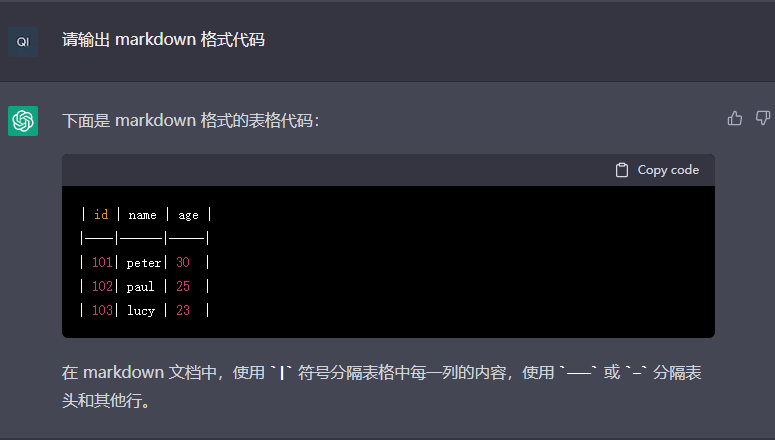 QI
请输出 markdown 格式代码
下面是 markdown 格式的表格代码：
Copy code
| id | name | age |
|----|------|-----|
| 101| peter| 30  |
| 102| paul | 25  |
| 103| lucy | 23  |
在 markdown 文档中，使用 `|` 符号分隔表格中每一列的内容，使用 `---` 或 `-` 分隔表
头和其他行。